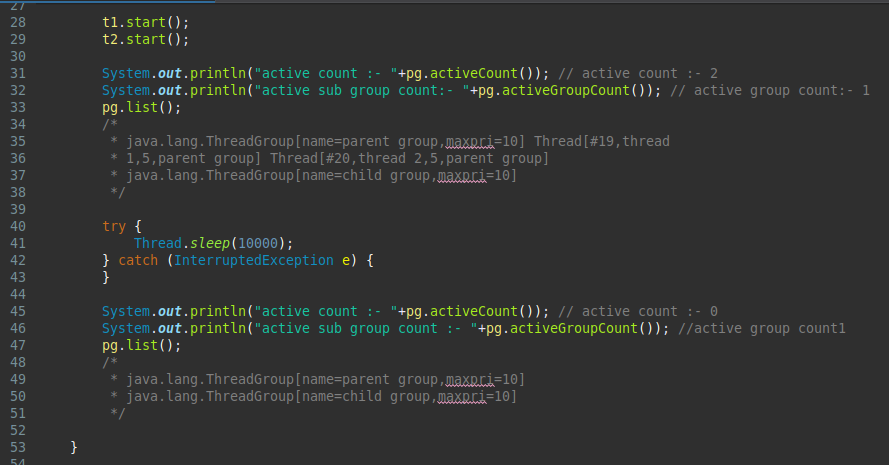 27
28 t1.start();
29 t2.start();
30
31 System.out.println("active count :- "+pg.activeCount()); // active count :- 2
32 System.out.println("active sub group count:- "+pg.activeGroupCount()); // active group count:- 1
33 pg.list();
34 /*
35 * java.lang.ThreadGroup[name=parent group,maxpri=10] Thread[#19,thread
36 * 1,5,parent group] Thread[#20,thread 2,5,parent group]
37 * java.lang.ThreadGroup[name=child group,maxpri=10]
38 */
39
40 try {
41 Thread.sleep(10000);
42 } catch (InterruptedException e) {
43 }
44
45 System.out.println("active count :- "+pg.activeCount()); // active count :- 0
46 System.out.println("active sub group count :- "+pg.activeGroupCount()); //active group count1
47 pg.list();
48 /*
49 * java.lang.ThreadGroup[name=parent group,maxpri=10]
50 * java.lang.ThreadGroup[name=child group,maxpri=10]
51 */
52
53 }
54